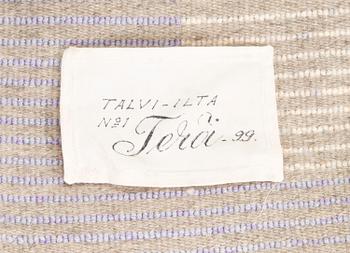 TALVI-ILTA
No1 Terä -99.